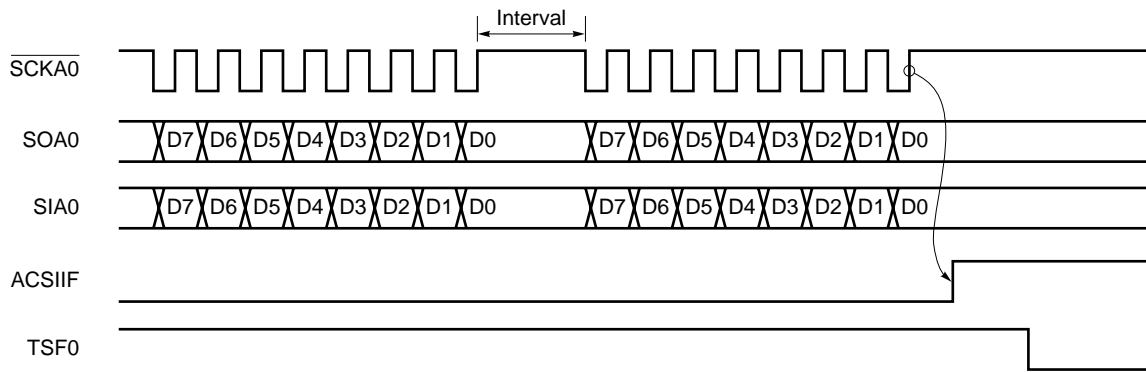 Interval
SCKA0
SOA0 D7 D6 D5 D4 D3 D2 D1 D0 D7 D6 D5 D4 D3 D2 D1 D0
SIA0 D7 D6 D5 D4 D3 D2 D1 D0 D7 D6 D5 D4 D3 D2 D1 D0
ACSIIF
TSF0